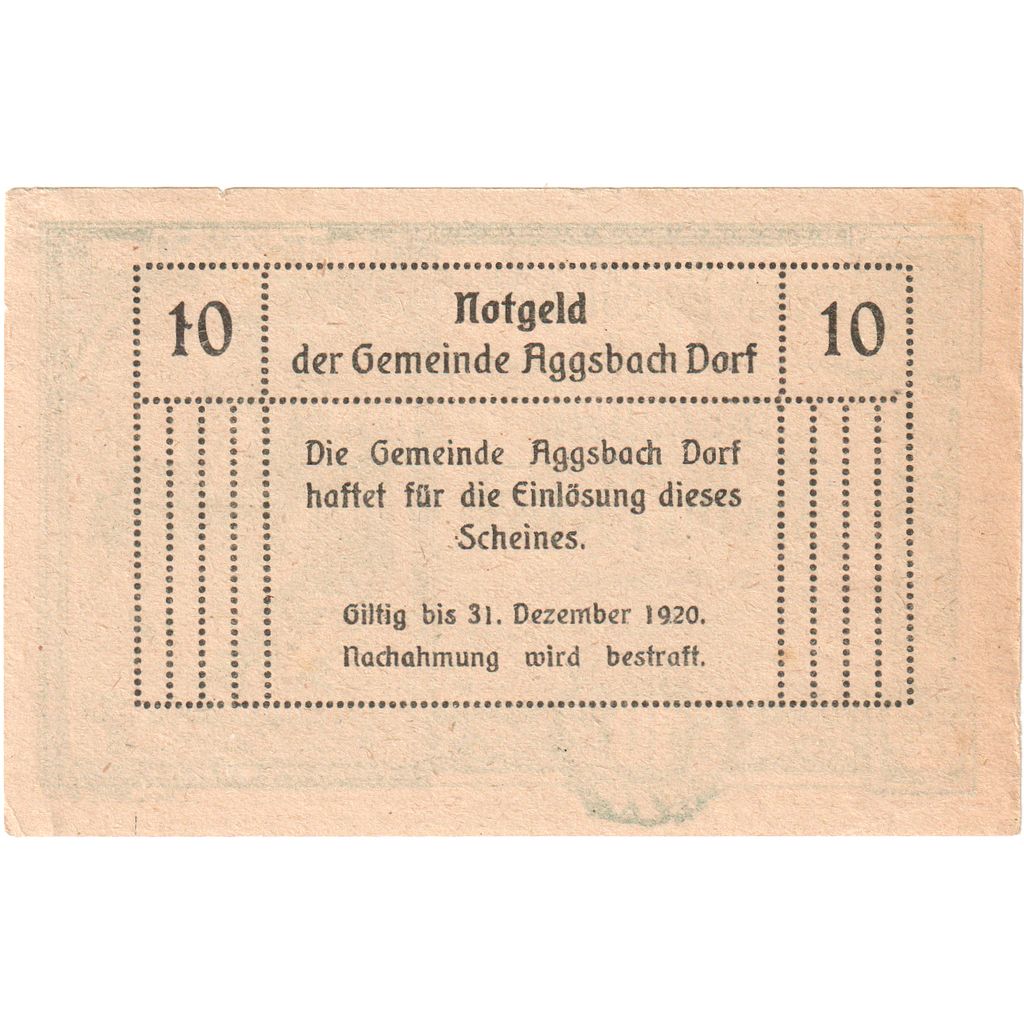 10 Notgeld 10
der Gemeinde Aggsbach Dorf
Die Gemeinde Aggsbach Dorf
haftet für die Einlösung dieses
Scheines.
Giltig bis 31. Dezember 1920.
Nachahmung wird bestraft.